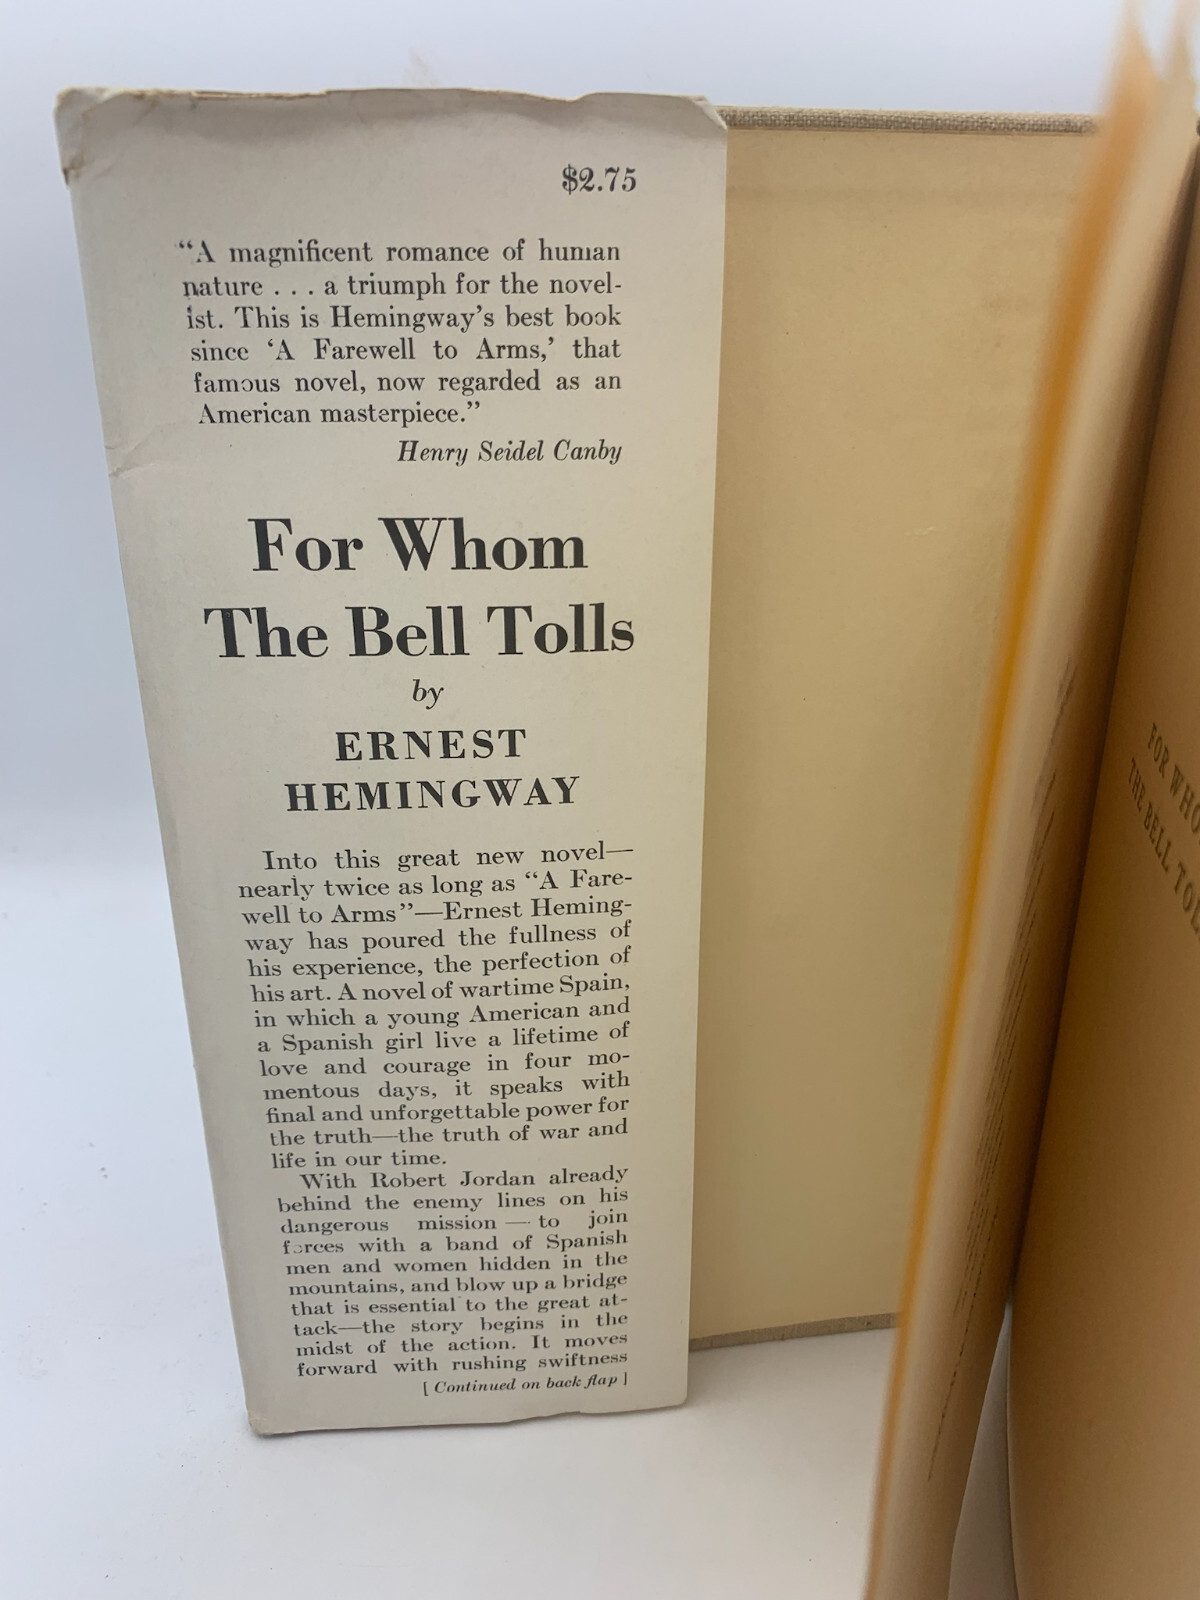 $2.75
“A magnificent romance of human
nature . . . a triumph for the novel-
ist. This is Hemingway’s best book
since ‘A Farewell to Arms,’ that
famous novel, now regarded as an
American masterpiece.”
Henry Seidel Canby
For Whom
The Bell Tolls
by
ERNEST
HEMINGWAY
Into this great new novel—
nearly twice as long as “A Fare-
well to Arms”—Ernest Heming-
way has poured the fullness of
his experience, the perfection of
his art. A novel of wartime Spain,
in which a young American and
a Spanish girl live a lifetime of
love and courage in four mo-
mentous days, it speaks with
final and unforgettable power for
the truth—the truth of war and
life in our time.
With Robert Jordan already
behind the enemy lines on his
dangerous mission — to join
forces with a band of Spanish
men and women hidden in the
mountains, and blow up a bridge
that is essential to the great at-
tack—the story begins in the
midst of the action. It moves
forward with rushing swiftness
[ Continued on back flap ]
FOR
THE BELL